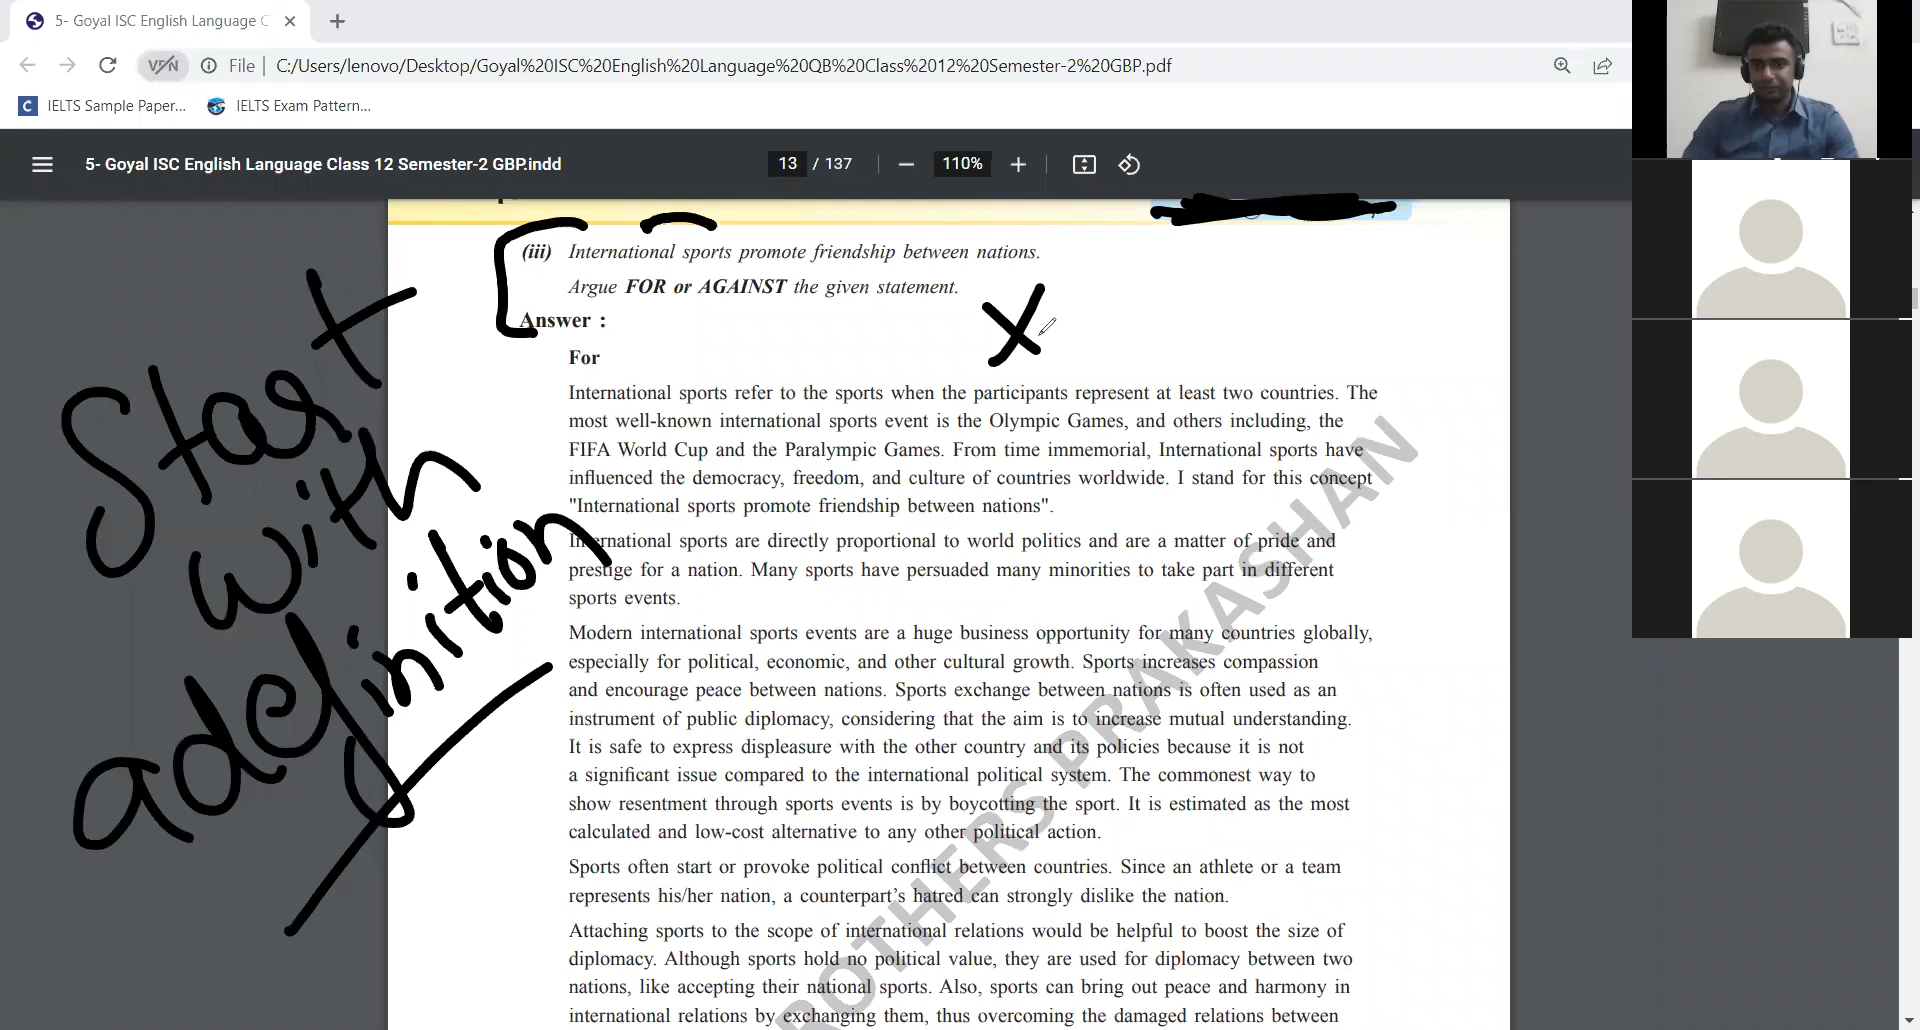 5- Goyal ISC English Language C
VPN
File
C:/Users/lenovo/Desktop/Goyal%20ISC%20English%20Language%20QB%20Class%2012%20Semester-2%20GBP.pdf
C IELTS Sample Paper...
IELTS Exam Pattern...
5- Goyal ISC English Language Class 12 Semester-2 GBP.indd
13 / 137
110%
(iii) International sports promote friendship between nations.
Argue FOR or AGAINST the given statement.
Answer :
For
International sports refer to the sports when the participants represent at least two countries. The
most well-known international sports event is the Olympic Games, and others including, the
FIFA World Cup and the Paralympic Games. From time immemorial, International sports have
influenced the democracy, freedom, and culture of countries worldwide. I stand for this concept
"International sports promote friendship between nations".
International sports are directly proportional to world politics and are a matter of pride and
prestige for a nation. Many sports have persuaded many minorities to take part in different
sports events.
Modern international sports events are a huge business opportunity for many countries globally,
especially for political, economic, and other cultural growth. Sports increases compassion
and encourage peace between nations. Sports exchange between nations is often used as an
instrument of public diplomacy, considering that the aim is to increase mutual understanding.
It is safe to express displeasure with the other country and its policies because it is not
a significant issue compared to the international political system. The commonest way to
show resentment through sports events is by boycotting the sport. It is estimated as the most
calculated and low-cost alternative to any other political action.
Sports often start or provoke political conflict between countries. Since an athlete or a team
represents his/her nation, a counterpart's hatred can strongly dislike the nation.
Attaching sports to the scope of international relations would be helpful to boost the size of
diplomacy. Although sports hold no political value, they are used for diplomacy between two
nations, like accepting their national sports. Also, sports can bring out peace and harmony in
international relations by exchanging them, thus overcoming the damaged relations between
Start
with
a definition
X
ROTHERS PRAKASHAN